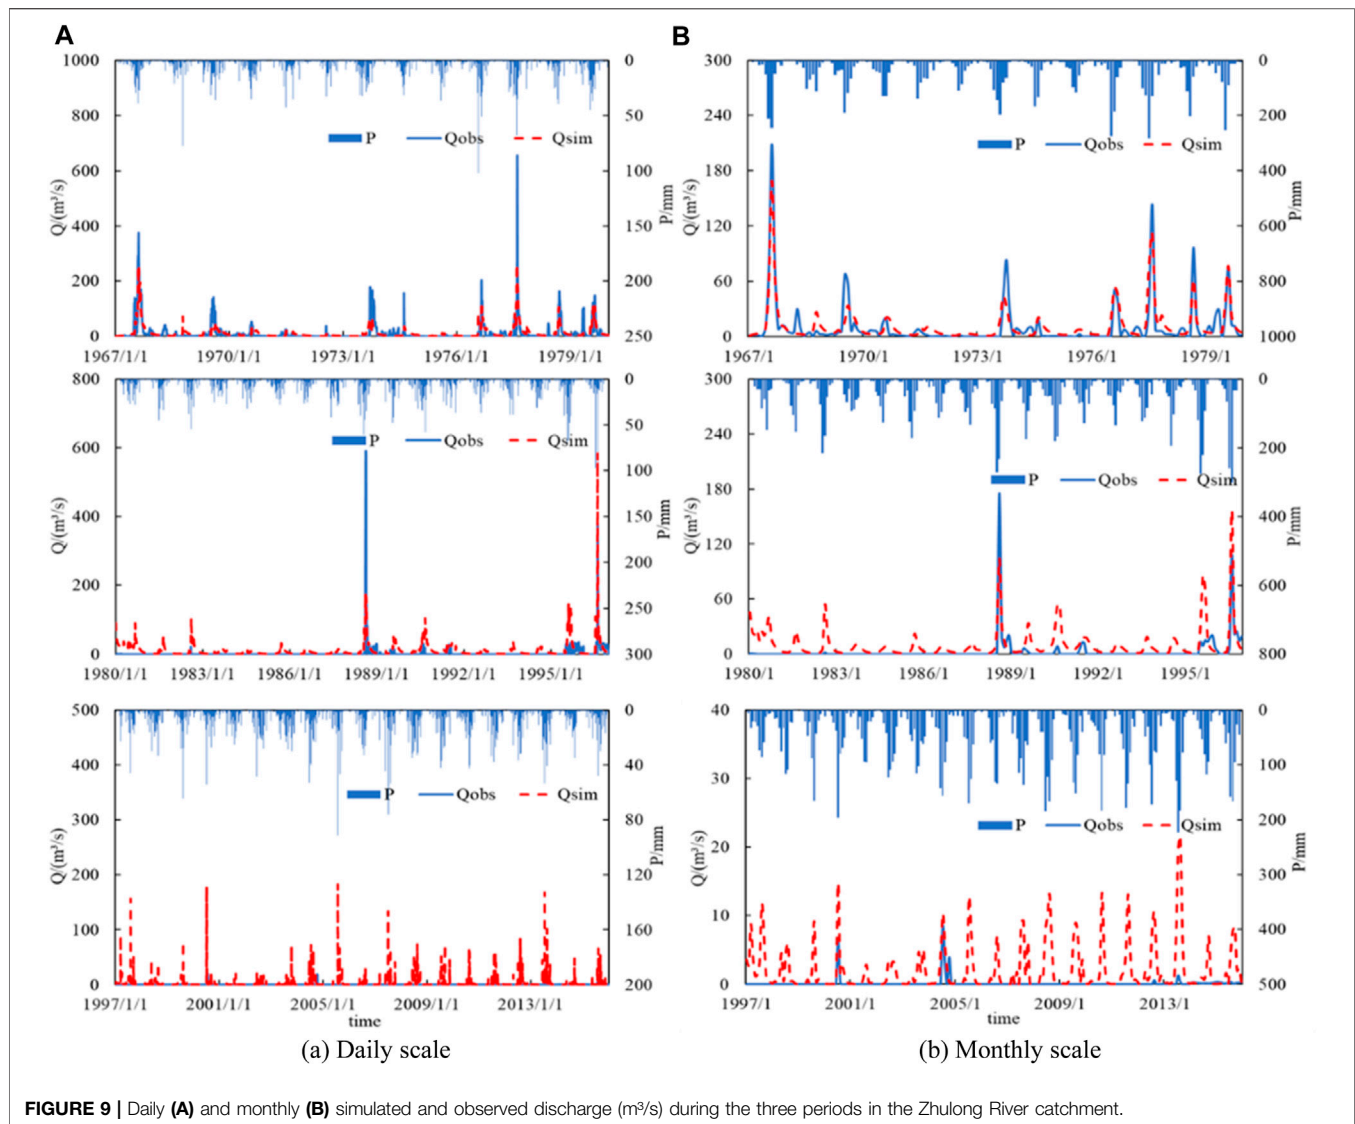 A
B
1000
800
600
400
200
0
Q/(m³/s)
0
50
100
150
200
250
P/mm
P Qobs Qsim
1967/1/1 1970/1/1 1973/1/1 1976/1/1 1979/1/1
300
240
180
120
60
0
Q/(m³/s)
0
200
400
600
800
1000
P/mm
P Qobs Qsim
1967/1 1970/1 1973/1 1976/1 1979/1
800
600
400
200
0
Q/(m³/s)
0
50
100
150
200
250
300
P/mm
P Qobs Qsim
1980/1/1 1983/1/1 1986/1/1 1989/1/1 1992/1/1 1995/1/1
300
240
180
120
60
0
Q/(m³/s)
0
200
400
600
800
P/mm
P Qobs Qsim
1980/1 1983/1 1986/1 1989/1 1992/1 1995/1
500
400
300
200
100
0
Q/(m³/s)
0
40
80
120
160
200
P/mm
P Qobs Qsim
1997/1/1 2001/1/1 2005/1/1 2009/1/1 2013/1/1
time
40
30
20
10
0
Q/(m³/s)
0
100
200
300
400
500
P/mm
P Qobs Qsim
1997/1 2001/1 2005/1 2009/1 2013/1
time
(a) Daily scale
(b) Monthly scale
FIGURE 9 | Daily (A) and monthly (B) simulated and observed discharge (m³/s) during the three periods in the Zhulong River catchment.